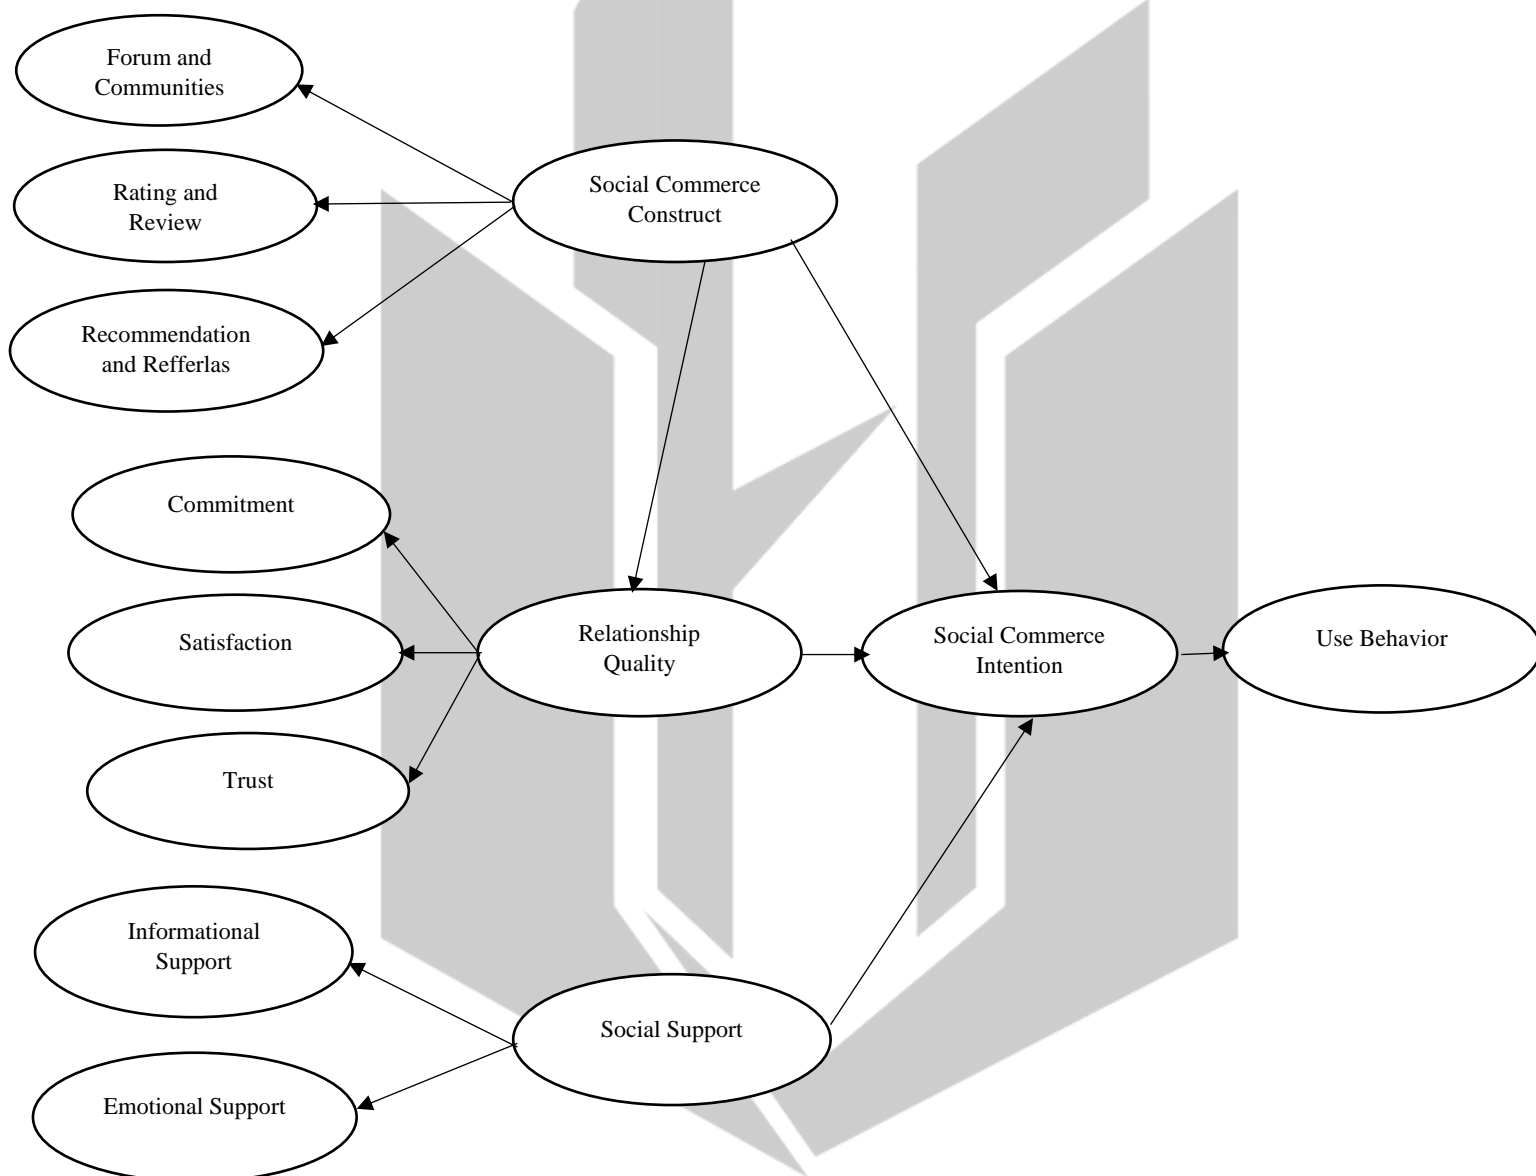 Forum and
Communities
Rating and
Review
Recommendation
and Refferlas
Social Commerce
Construct
Commitment
Satisfaction
Trust
Relationship
Quality
Social Commerce
Intention
Use Behavior
Informational
Support
Emotional Support
Social Support